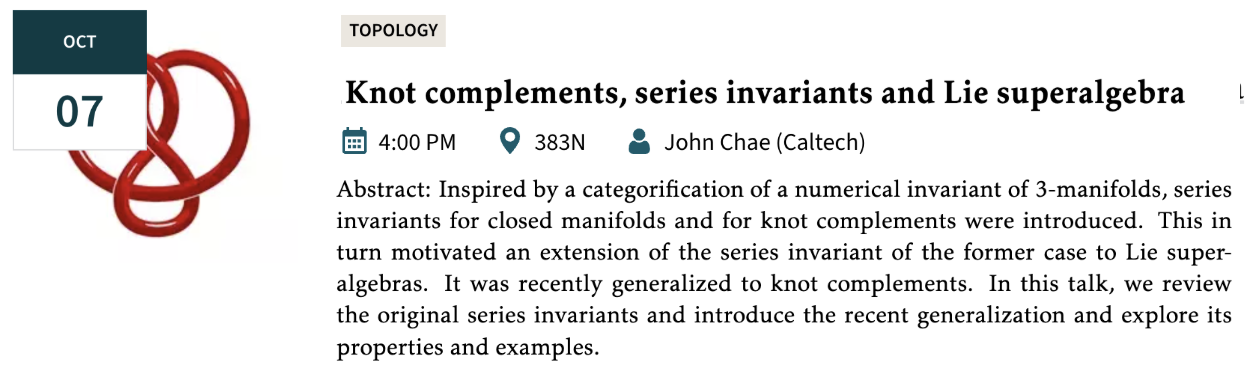 OCT
07
TOPOLOGY
Knot complements, series invariants and Lie superalgebra
4:00 PM 383N John Chae (Caltech)
Abstract: Inspired by a categorification of a numerical invariant of 3-manifolds, series
invariants for closed manifolds and for knot complements were introduced. This in
turn motivated an extension of the series invariant of the former case to Lie super-
algebras. It was recently generalized to knot complements. In this talk, we review
the original series invariants and introduce the recent generalization and explore its
properties and examples.